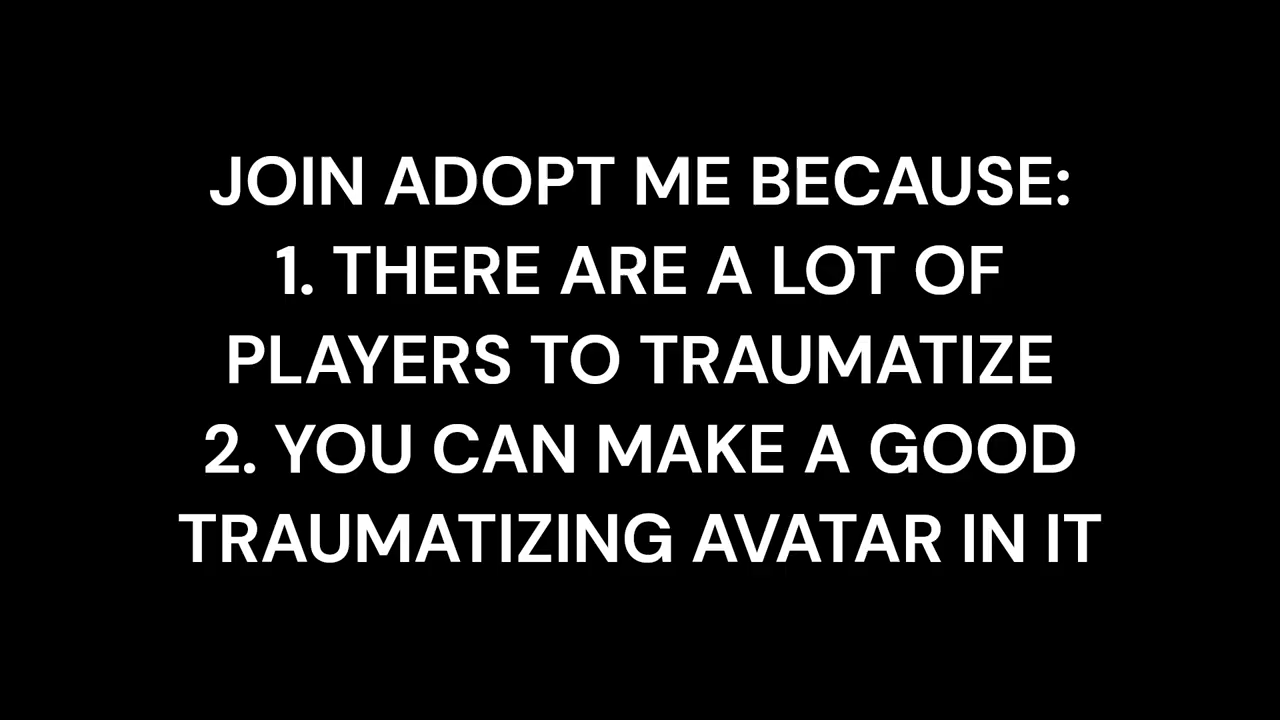 JOIN ADOPT ME BECAUSE:
1. THERE ARE A LOT OF
PLAYERS TO TRAUMATIZE
2. YOU CAN MAKE A GOOD
TRAUMATIZING AVATAR IN IT